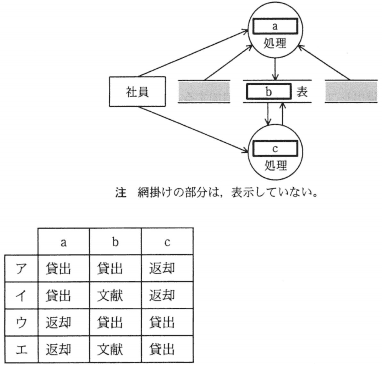 a
処理
社員
b 表
c
処理
注 網掛けの部分は，表示していない。
a b c
ア 貸出 貸出 返却
イ 貸出 文献 返却
ウ 返却 貸出 貸出
エ 返却 文献 貸出